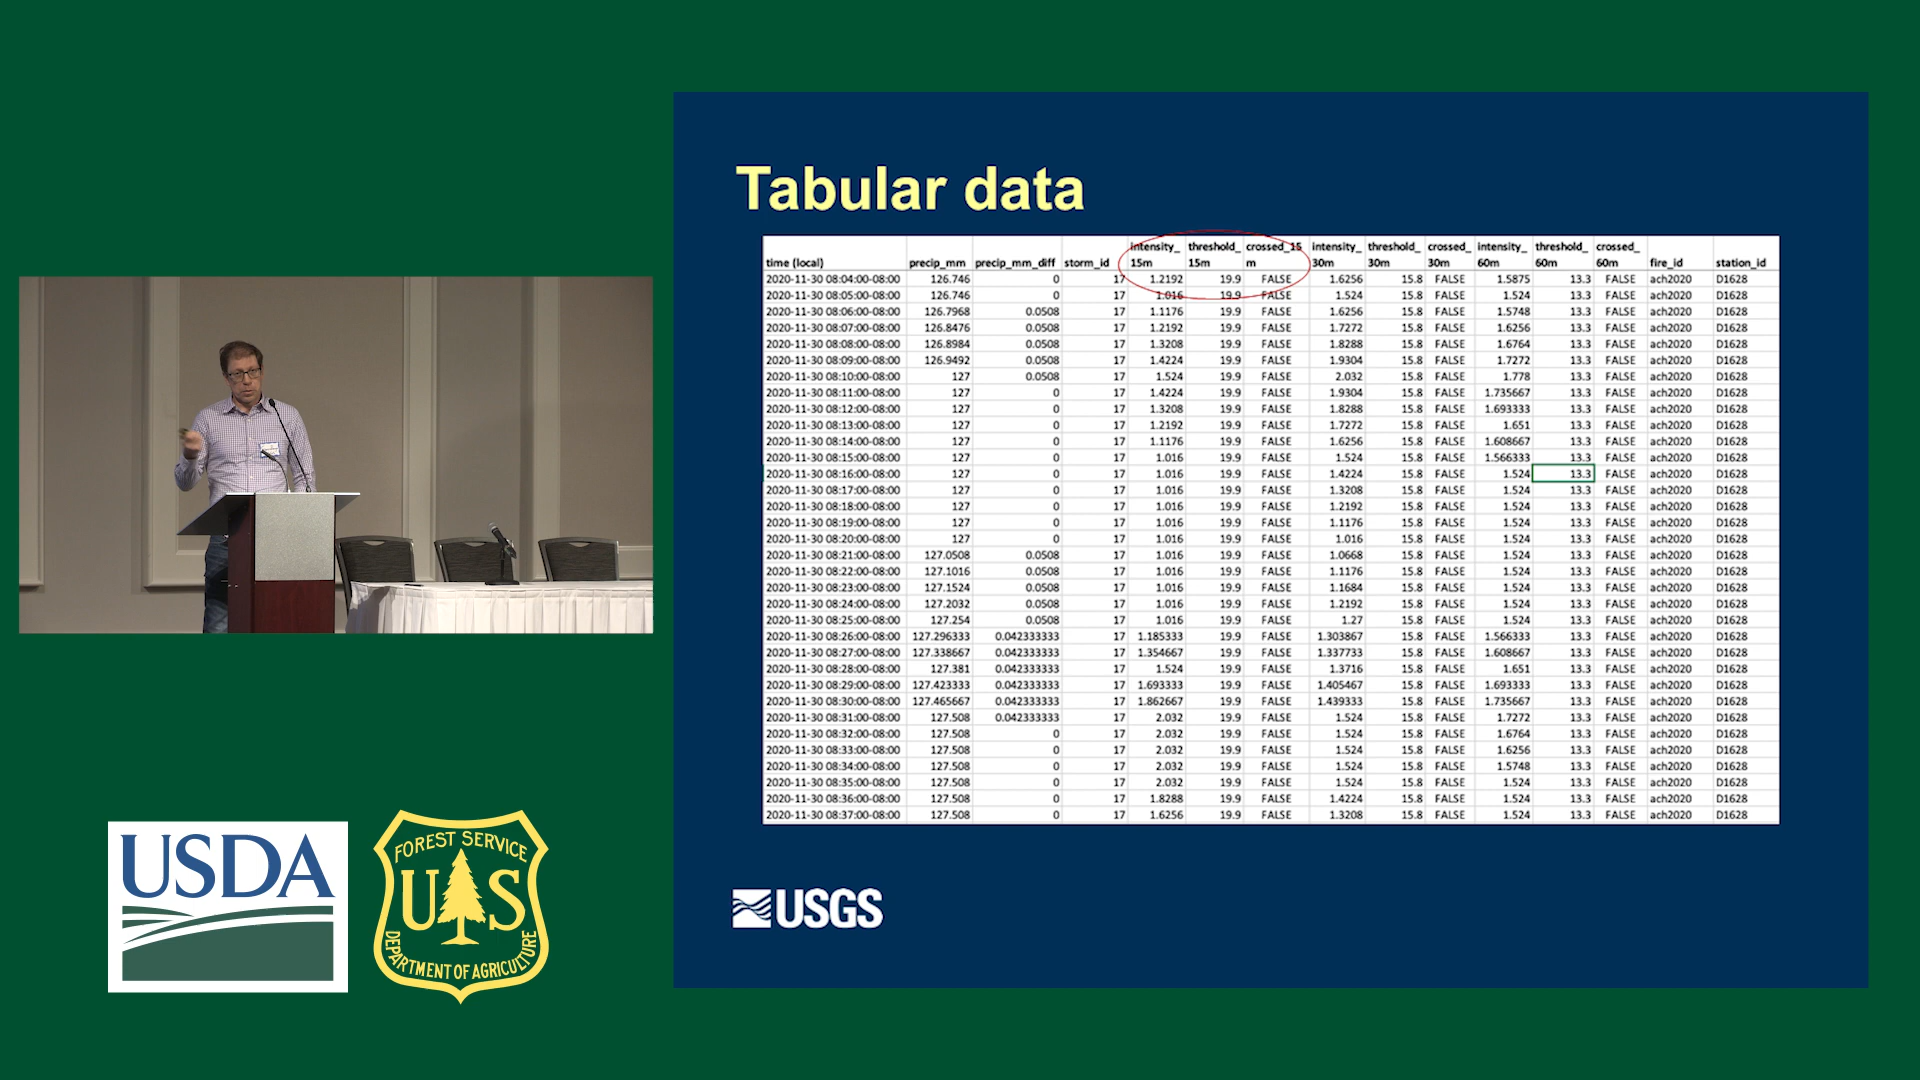 Tabular data
time (local) precip_mm precip_mm_diff storm_id intensity_15m threshold_15m crossed_15m intensity_30m threshold_30m crossed_30m intensity_60m threshold_60m crossed_60m fire_id station_id
2020-11-30 08:04:00-08:00 126.746 0 17 1.2192 19.9 FALSE 1.6256 15.8 FALSE 1.5875 13.3 FALSE ach2020 D1628
2020-11-30 08:05:00-08:00 126.746 0 17 1.016 19.9 FALSE 1.524 15.8 FALSE 1.524 13.3 FALSE ach2020 D1628
2020-11-30 08:06:00-08:00 126.7968 0.0508 17 1.1176 19.9 FALSE 1.6256 15.8 FALSE 1.5748 13.3 FALSE ach2020 D1628
2020-11-30 08:07:00-08:00 126.8476 0.0508 17 1.2192 19.9 FALSE 1.7272 15.8 FALSE 1.6256 13.3 FALSE ach2020 D1628
2020-11-30 08:08:00-08:00 126.8984 0.0508 17 1.3208 19.9 FALSE 1.8288 15.8 FALSE 1.6764 13.3 FALSE ach2020 D1628
2020-11-30 08:09:00-08:00 126.9492 0.0508 17 1.4224 19.9 FALSE 1.9304 15.8 FALSE 1.7272 13.3 FALSE ach2020 D1628
2020-11-30 08:10:00-08:00 127 0.0508 17 1.524 19.9 FALSE 2.032 15.8 FALSE 1.778 13.3 FALSE ach2020 D1628
2020-11-30 08:11:00-08:00 127 0 17 1.4224 19.9 FALSE 1.9304 15.8 FALSE 1.735667 13.3 FALSE ach2020 D1628
2020-11-30 08:12:00-08:00 127 0 17 1.3208 19.9 FALSE 1.8288 15.8 FALSE 1.693333 13.3 FALSE ach2020 D1628
2020-11-30 08:13:00-08:00 127 0 17 1.2192 19.9 FALSE 1.7272 15.8 FALSE 1.651 13.3 FALSE ach2020 D1628
2020-11-30 08:14:00-08:00 127 0 17 1.1176 19.9 FALSE 1.6256 15.8 FALSE 1.608667 13.3 FALSE ach2020 D1628
2020-11-30 08:15:00-08:00 127 0 17 1.016 19.9 FALSE 1.524 15.8 FALSE 1.566333 13.3 FALSE ach2020 D1628
2020-11-30 08:16:00-08:00 127 0 17 1.016 19.9 FALSE 1.4224 15.8 FALSE 1.524 13.3 FALSE ach2020 D1628
2020-11-30 08:17:00-08:00 127 0 17 1.016 19.9 FALSE 1.3208 15.8 FALSE 1.524 13.3 FALSE ach2020 D1628
2020-11-30 08:18:00-08:00 127 0 17 1.016 19.9 FALSE 1.2192 15.8 FALSE 1.524 13.3 FALSE ach2020 D1628
2020-11-30 08:19:00-08:00 127 0 17 1.016 19.9 FALSE 1.1176 15.8 FALSE 1.524 13.3 FALSE ach2020 D1628
2020-11-30 08:20:00-08:00 127 0 17 1.016 19.9 FALSE 1.016 15.8 FALSE 1.524 13.3 FALSE ach2020 D1628
2020-11-30 08:21:00-08:00 127.0508 0.0508 17 1.016 19.9 FALSE 1.0668 15.8 FALSE 1.524 13.3 FALSE ach2020 D1628
2020-11-30 08:22:00-08:00 127.1016 0.0508 17 1.016 19.9 FALSE 1.1176 15.8 FALSE 1.524 13.3 FALSE ach2020 D1628
2020-11-30 08:23:00-08:00 127.1524 0.0508 17 1.016 19.9 FALSE 1.1684 15.8 FALSE 1.524 13.3 FALSE ach2020 D1628
2020-11-30 08:24:00-08:00 127.2032 0.0508 17 1.016 19.9 FALSE 1.2192 15.8 FALSE 1.524 13.3 FALSE ach2020 D1628
2020-11-30 08:25:00-08:00 127.254 0.0508 17 1.016 19.9 FALSE 1.27 15.8 FALSE 1.524 13.3 FALSE ach2020 D1628
2020-11-30 08:26:00-08:00 127.296333 0.042333333 17 1.185333 19.9 FALSE 1.303867 15.8 FALSE 1.566333 13.3 FALSE ach2020 D1628
2020-11-30 08:27:00-08:00 127.338667 0.042333333 17 1.354667 19.9 FALSE 1.337733 15.8 FALSE 1.608667 13.3 FALSE ach2020 D1628
2020-11-30 08:28:00-08:00 127.381 0.042333333 17 1.524 19.9 FALSE 1.3716 15.8 FALSE 1.651 13.3 FALSE ach2020 D1628
2020-11-30 08:29:00-08:00 127.423333 0.042333333 17 1.693333 19.9 FALSE 1.405467 15.8 FALSE 1.693333 13.3 FALSE ach2020 D1628
2020-11-30 08:30:00-08:00 127.465667 0.042333333 17 1.862667 19.9 FALSE 1.439333 15.8 FALSE 1.735667 13.3 FALSE ach2020 D1628
2020-11-30 08:31:00-08:00 127.508 0.042333333 17 2.032 19.9 FALSE 1.524 15.8 FALSE 1.7272 13.3 FALSE ach2020 D1628
2020-11-30 08:32:00-08:00 127.508 0 17 2.032 19.9 FALSE 1.524 15.8 FALSE 1.6764 13.3 FALSE ach2020 D1628
2020-11-30 08:33:00-08:00 127.508 0 17 2.032 19.9 FALSE 1.524 15.8 FALSE 1.6256 13.3 FALSE ach2020 D1628
2020-11-30 08:34:00-08:00 127.508 0 17 2.032 19.9 FALSE 1.524 15.8 FALSE 1.5748 13.3 FALSE ach2020 D1628
2020-11-30 08:35:00-08:00 127.508 0 17 2.032 19.9 FALSE 1.524 15.8 FALSE 1.524 13.3 FALSE ach2020 D1628
2020-11-30 08:36:00-08:00 127.508 0 17 1.8288 19.9 FALSE 1.4224 15.8 FALSE 1.524 13.3 FALSE ach2020 D1628
2020-11-30 08:37:00-08:00 127.508 0 17 1.6256 19.9 FALSE 1.3208 15.8 FALSE 1.524 13.3 FALSE ach2020 D1628
USGS
USDA
FOREST SERVICE
U S
DEPARTMENT OF AGRICULTURE